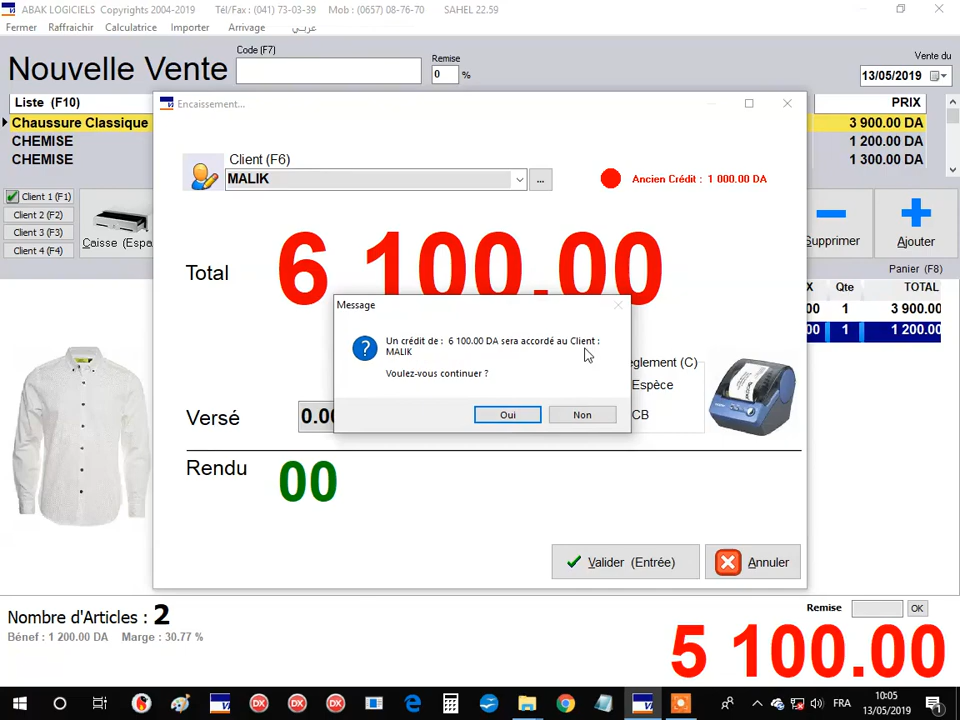 ABAK LOGICIELS Copyrights 2004-2019 Tél/Fax : (041) 73-03-39 Mob : (0657) 08-76-70 SAHEL 22.59
Fermer Raffraichir Calculatrice Importer Arrivage عربي
Nouvelle Vente
Code (F7)
Remise
0 %
Vente du
13/05/2019
Liste (F10)
PRIX
Chaussure Classique
3 900.00 DA
CHEMISE
1 200.00 DA
CHEMISE
1 300.00 DA
Client 1 (F1)
Client 2 (F2)
Client 3 (F3)
Client 4 (F4)
Caisse (Espa
Supprimer
Ajouter
Panier (F8)
X Qte TOTAL
00 1 3 900.00
00 1 1 200.00
Encaissement...
Client (F6)
MALIK
...
Ancien Crédit : 1 000.00 DA
Total
6 100.00
Message
Un crédit de : 6 100.00 DA sera accordé au Client :
MALIK
Voulez-vous continuer ?
Oui Non
eglement (C)
Espèce
CB
Versé
0.00
Rendu
00
Valider (Entrée)
Annuler
Nombre d'Articles : 2
Bénef : 1 200.00 DA Marge : 30.77 %
Remise
OK
5 100.00
FRA
10:05
13/05/2019